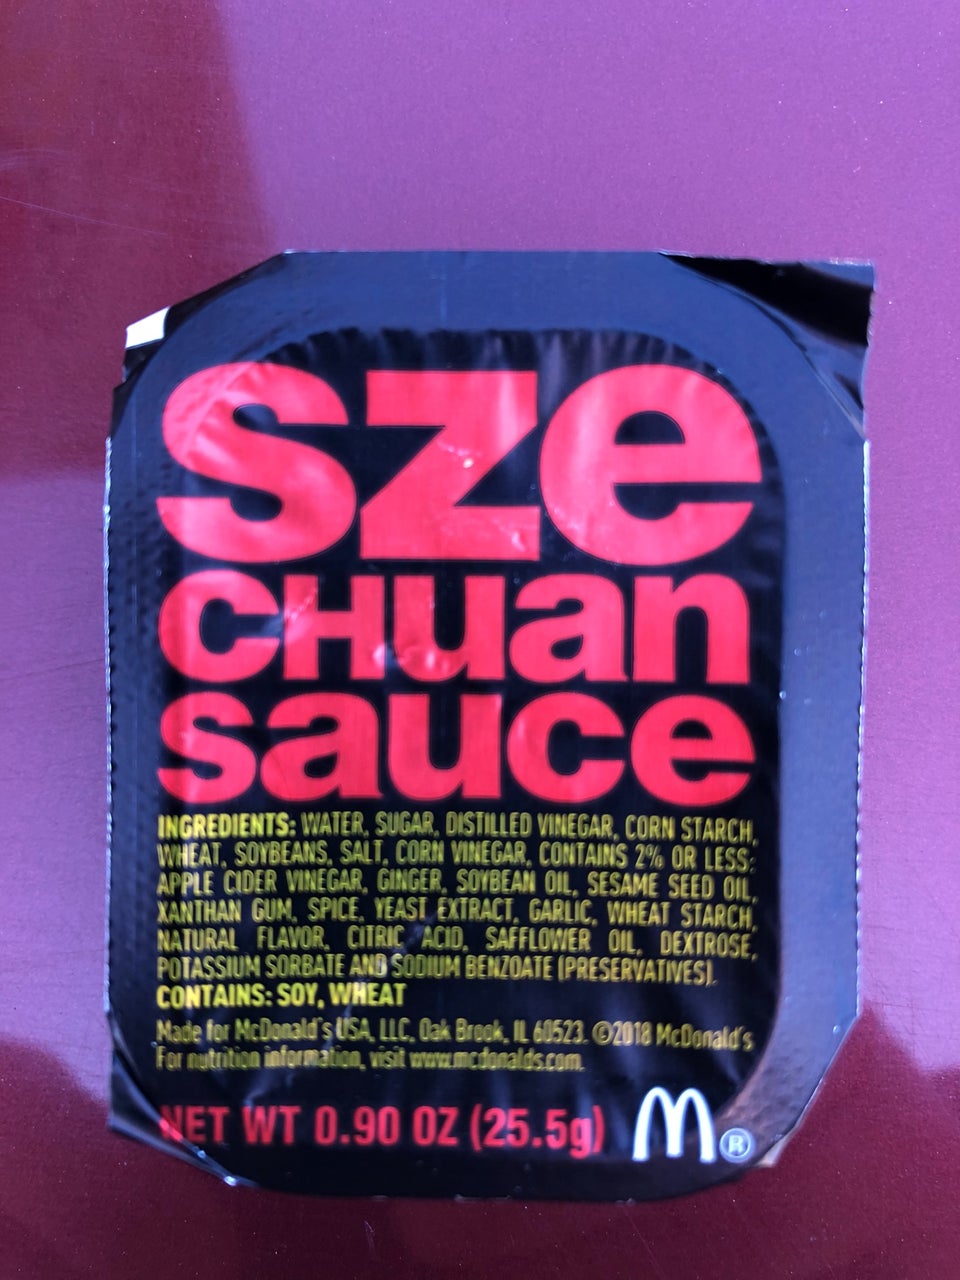 sze
CHuan
sauce
INGREDIENTS: WATER, SUGAR, DISTILLED VINEGAR, CORN STARCH,
WHEAT, SOYBEANS, SALT, CORN VINEGAR, CONTAINS 2% OR LESS:
APPLE CIDER VINEGAR, GINGER, SOYBEAN OIL, SESAME SEED OIL,
XANTHAN GUM, SPICE, YEAST EXTRACT, GARLIC, WHEAT STARCH,
NATURAL FLAVOR, CITRIC ACID, SAFFLOWER OIL, DEXTROSE,
POTASSIUM SORBATE AND SODIUM BENZOATE (PRESERVATIVES).
CONTAINS: SOY, WHEAT
Made for McDonald's USA, LLC, Oak Brook, IL 60523. ©2018 McDonald's
For nutrition information, visit www.mcdonalds.com.
NET WT 0.90 OZ (25.5g) M®